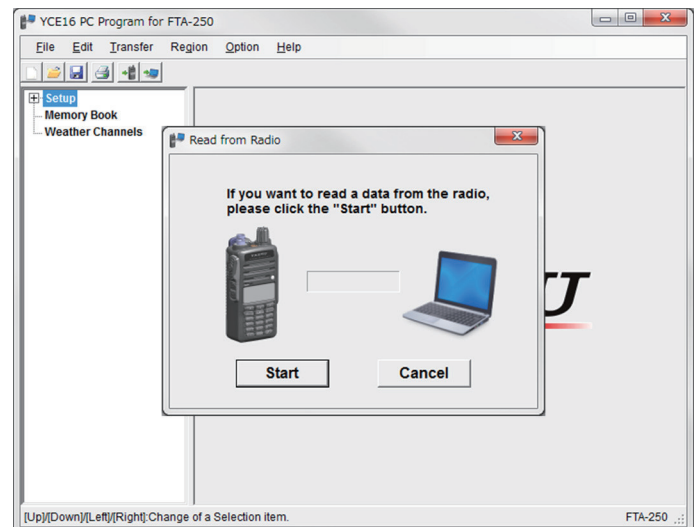 YCE16 PC Program for FTA-250
File Edit Transfer Region Option Help
Setup
Memory Book
Weather Channels
Read from Radio
If you want to read a data from the radio,
please click the "Start" button.
U
Start Cancel
[Up]/[Down]/[Left]/[Right]:Change of a Selection item. FTA-250